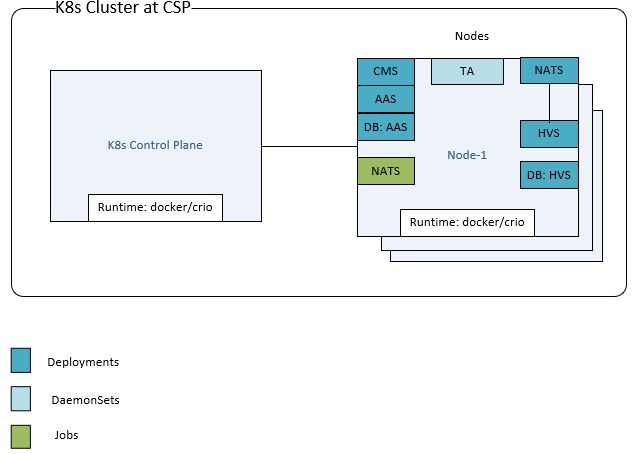 K8s Cluster at CSP
Nodes
CMS
TA
NATS
AAS
DB: AAS
HVS
K8s Control Plane
Node-1
NATS
DB: HVS
Runtime: docker/crio
Runtime: docker/crio
Deployments
DaemonSets
Jobs